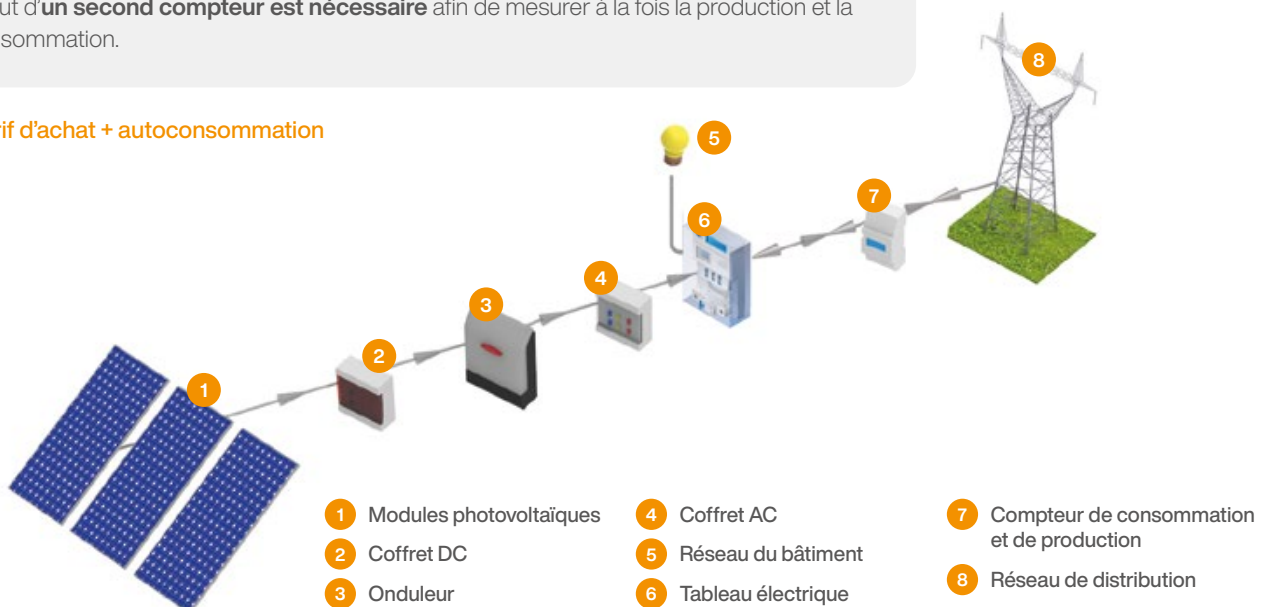 d'un second compteur est nécessaire afin de mesurer à la fois la production et la
d'achat + autoconsommation
8
5
7
6
4
3
2
1
1 Modules photovoltaïques
2 Coffret DC
3 Onduleur
4 Coffret AC
5 Réseau du bâtiment
6 Tableau électrique
7 Compteur de consommation
et de production
8 Réseau de distribution